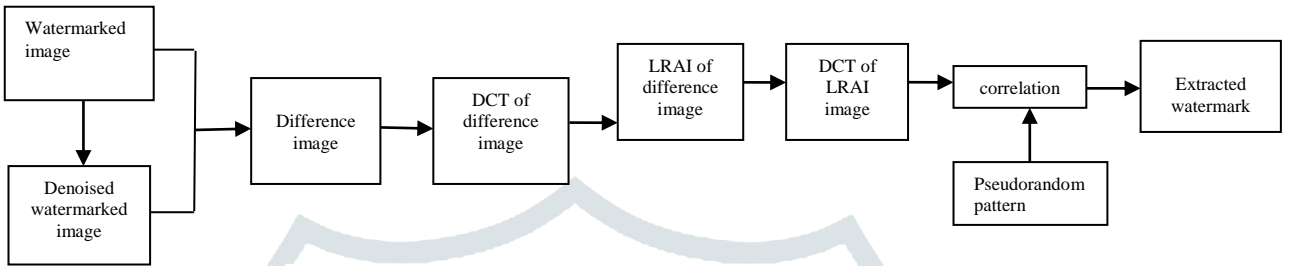 Watermarked
image
Denoised
watermarked
image
Difference
image
DCT of
difference
image
LRAI of
difference
image
DCT of
LRAI
image
correlation
Pseudorandom
pattern
Extracted
watermark